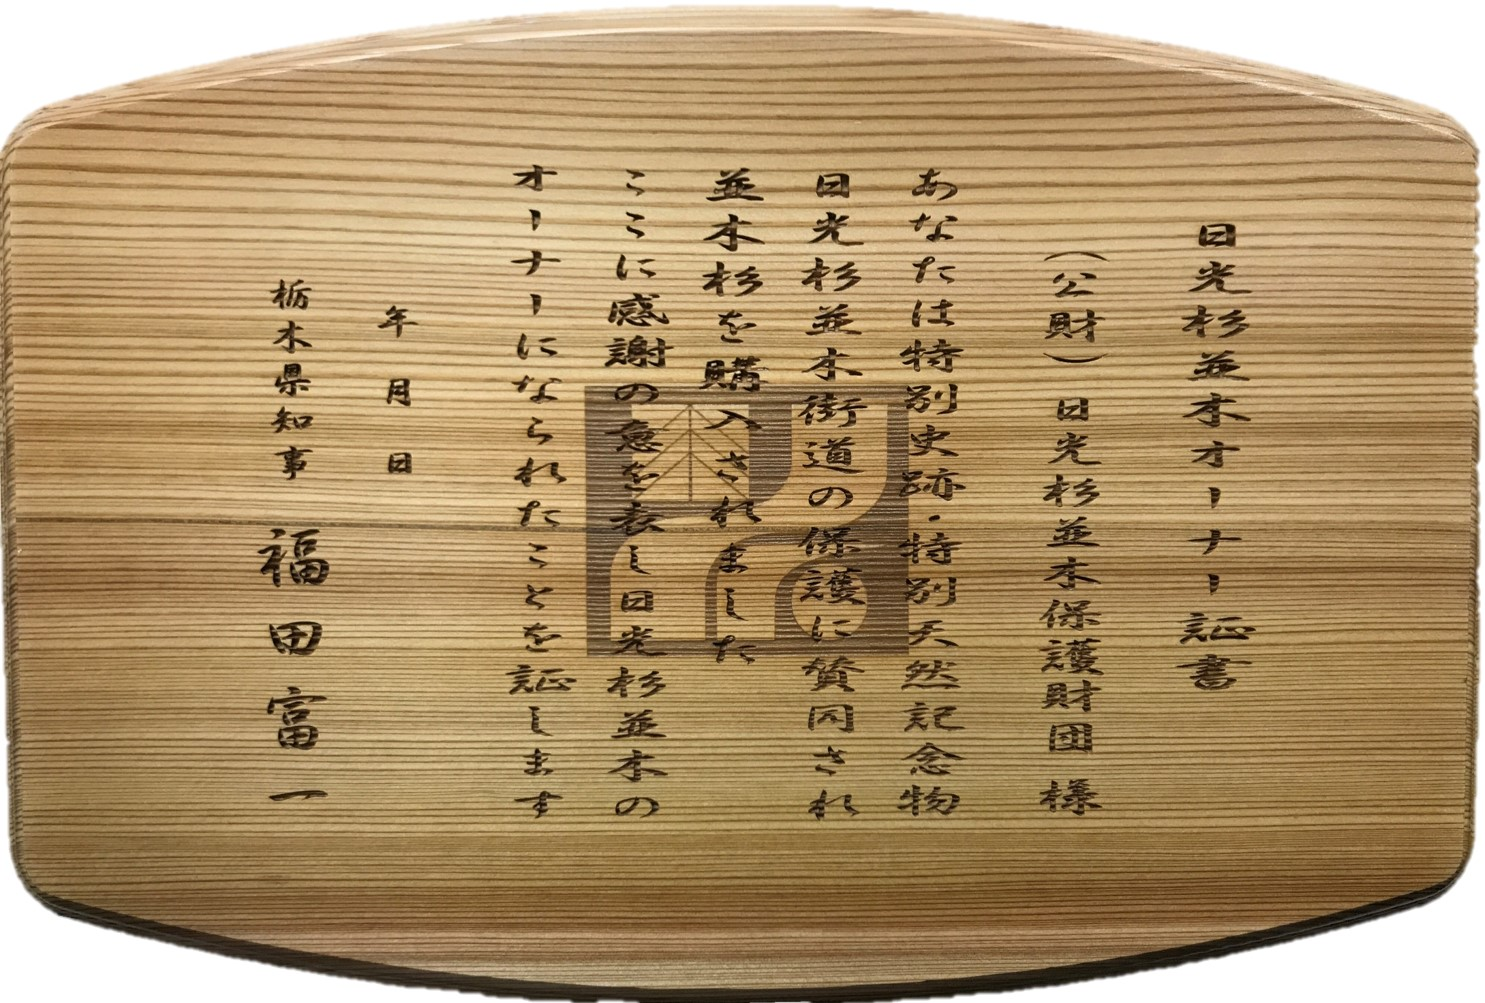 日光杉並木オーナー証書
（公財）日光杉並木保護財団 様
あなたは特別史跡・特別天然記念物
日光杉並木街道の保護に賛同され
並木杉を購入されました
ここに感謝の意を表し日光杉並木の
オーナーになられたことを証します
年 月 日
栃木県知事 福田富一